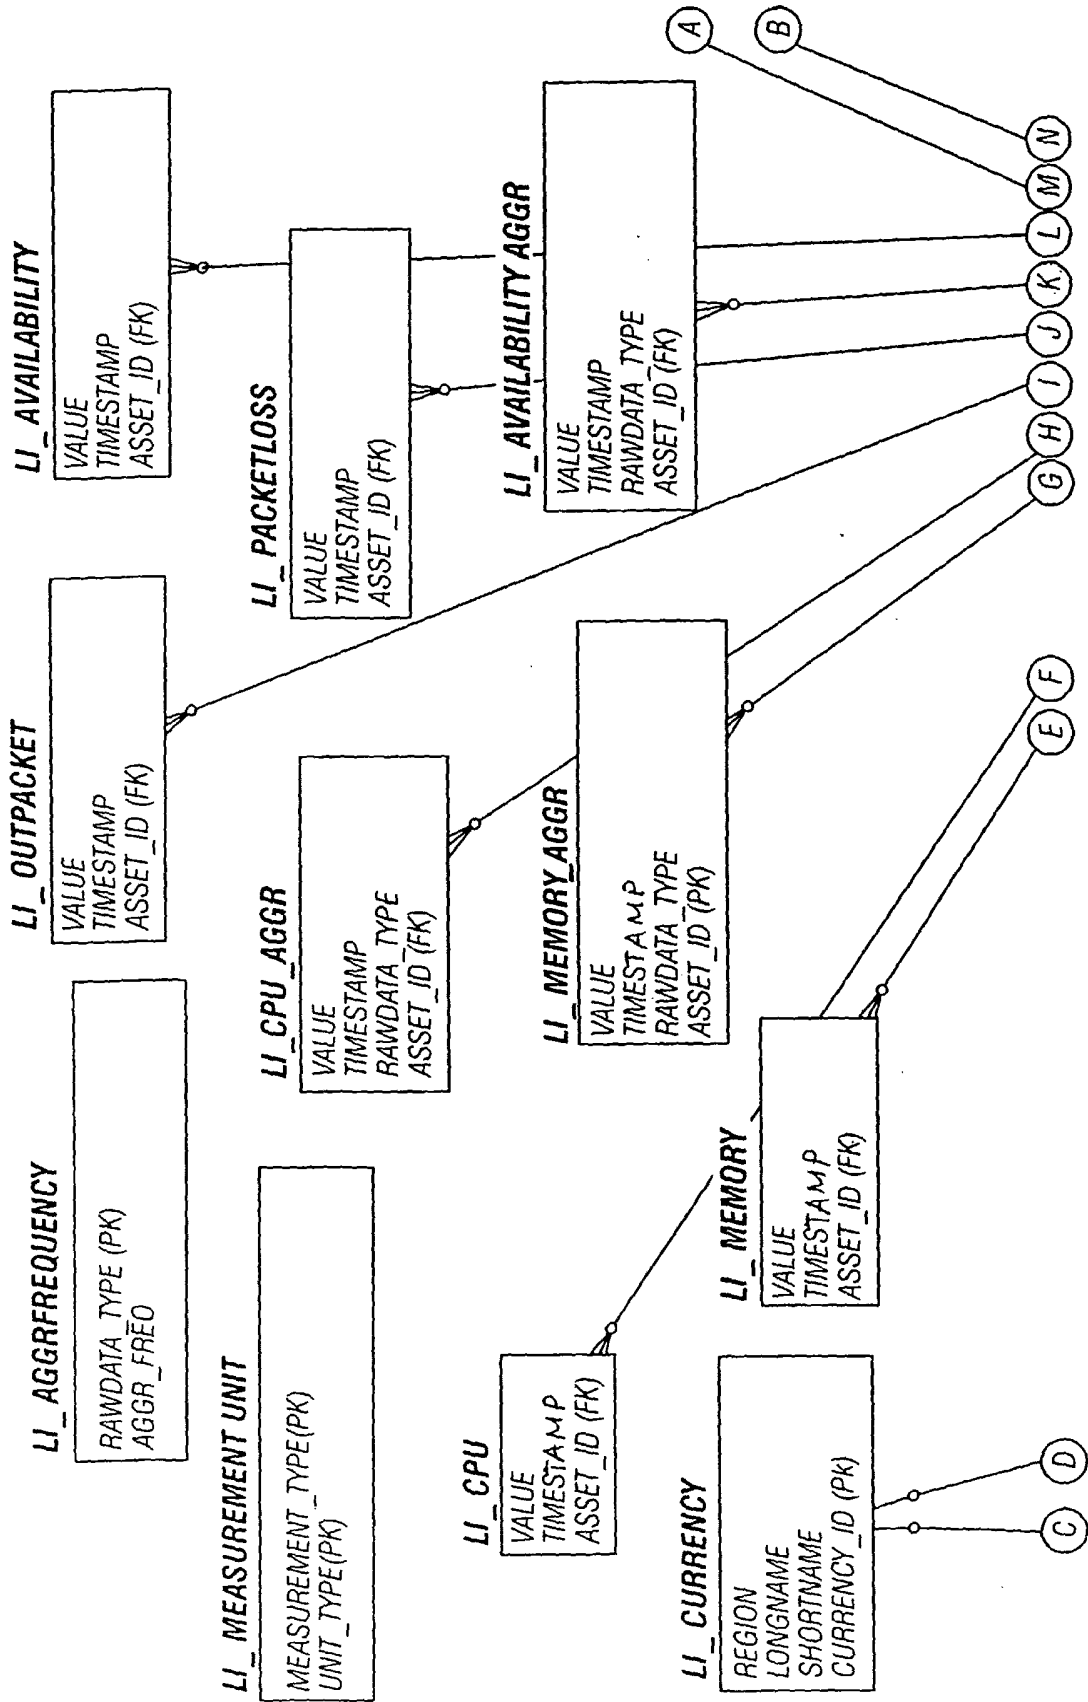 LI_AGGRFREQUENCY
RAWDATA_TYPE (PK)
AGGR_FREQ
LI_OUTPACKET
VALUE
TIMESTAMP
ASSET_ID (FK)
LI_AVAILABILITY
VALUE
TIMESTAMP
ASSET_ID (FK)
LI_MEASUREMENT UNIT
MEASUREMENT_TYPE(PK)
UNIT_TYPE(PK)
LI_CPU_AGGR
VALUE
TIMESTAMP
RAWDATA_TYPE
ASSET_ID (FK)
LI_PACKETLOSS
VALUE
TIMESTAMP
ASSET_ID (FK)
LI_CPU
VALUE
TIMESTAMP
ASSET_ID (FK)
LI_MEMORY_AGGR
VALUE
TIMESTAMP
RAWDATA_TYPE
ASSET_ID (PK)
LI_AVAILABILITY AGGR
VALUE
TIMESTAMP
RAWDATA_TYPE
ASSET_ID (FK)
LI_CURRENCY
REGION
LONGNAME
SHORTNAME
CURRENCY_ID (PK)
LI_MEMORY
VALUE
TIMESTAMP
ASSET_ID (FK)
A
B
C
D
E
F
G
H
I
J
K
L
M
N